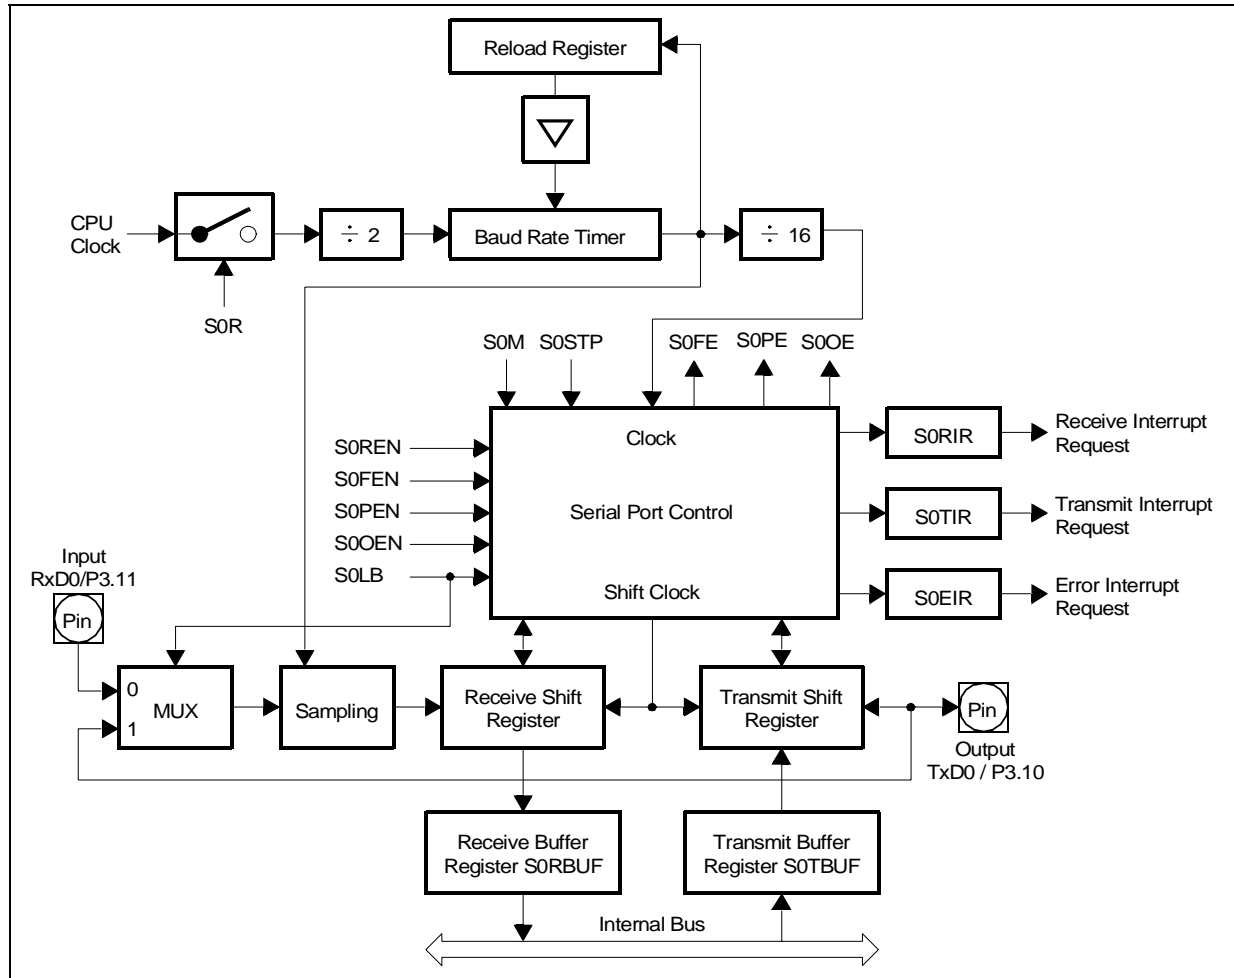 Reload Register
CPU
Clock
÷ 2
Baud Rate Timer
÷ 16
S0R
S0M
S0STP
S0FE
S0PE
S0OE
Clock
Serial Port Control
Shift Clock
S0REN
S0FEN
S0PEN
S0OEN
S0LB
S0RIR
Receive Interrupt
Request
S0TIR
Transmit Interrupt
Request
S0EIR
Error Interrupt
Request
Input
RxD0/P3.11
Pin
0
MUX
1
Sampling
Receive Shift
Register
Transmit Shift
Register
Pin
Output
TxD0 / P3.10
Receive Buffer
Register S0RBUF
Transmit Buffer
Register S0TBUF
Internal Bus